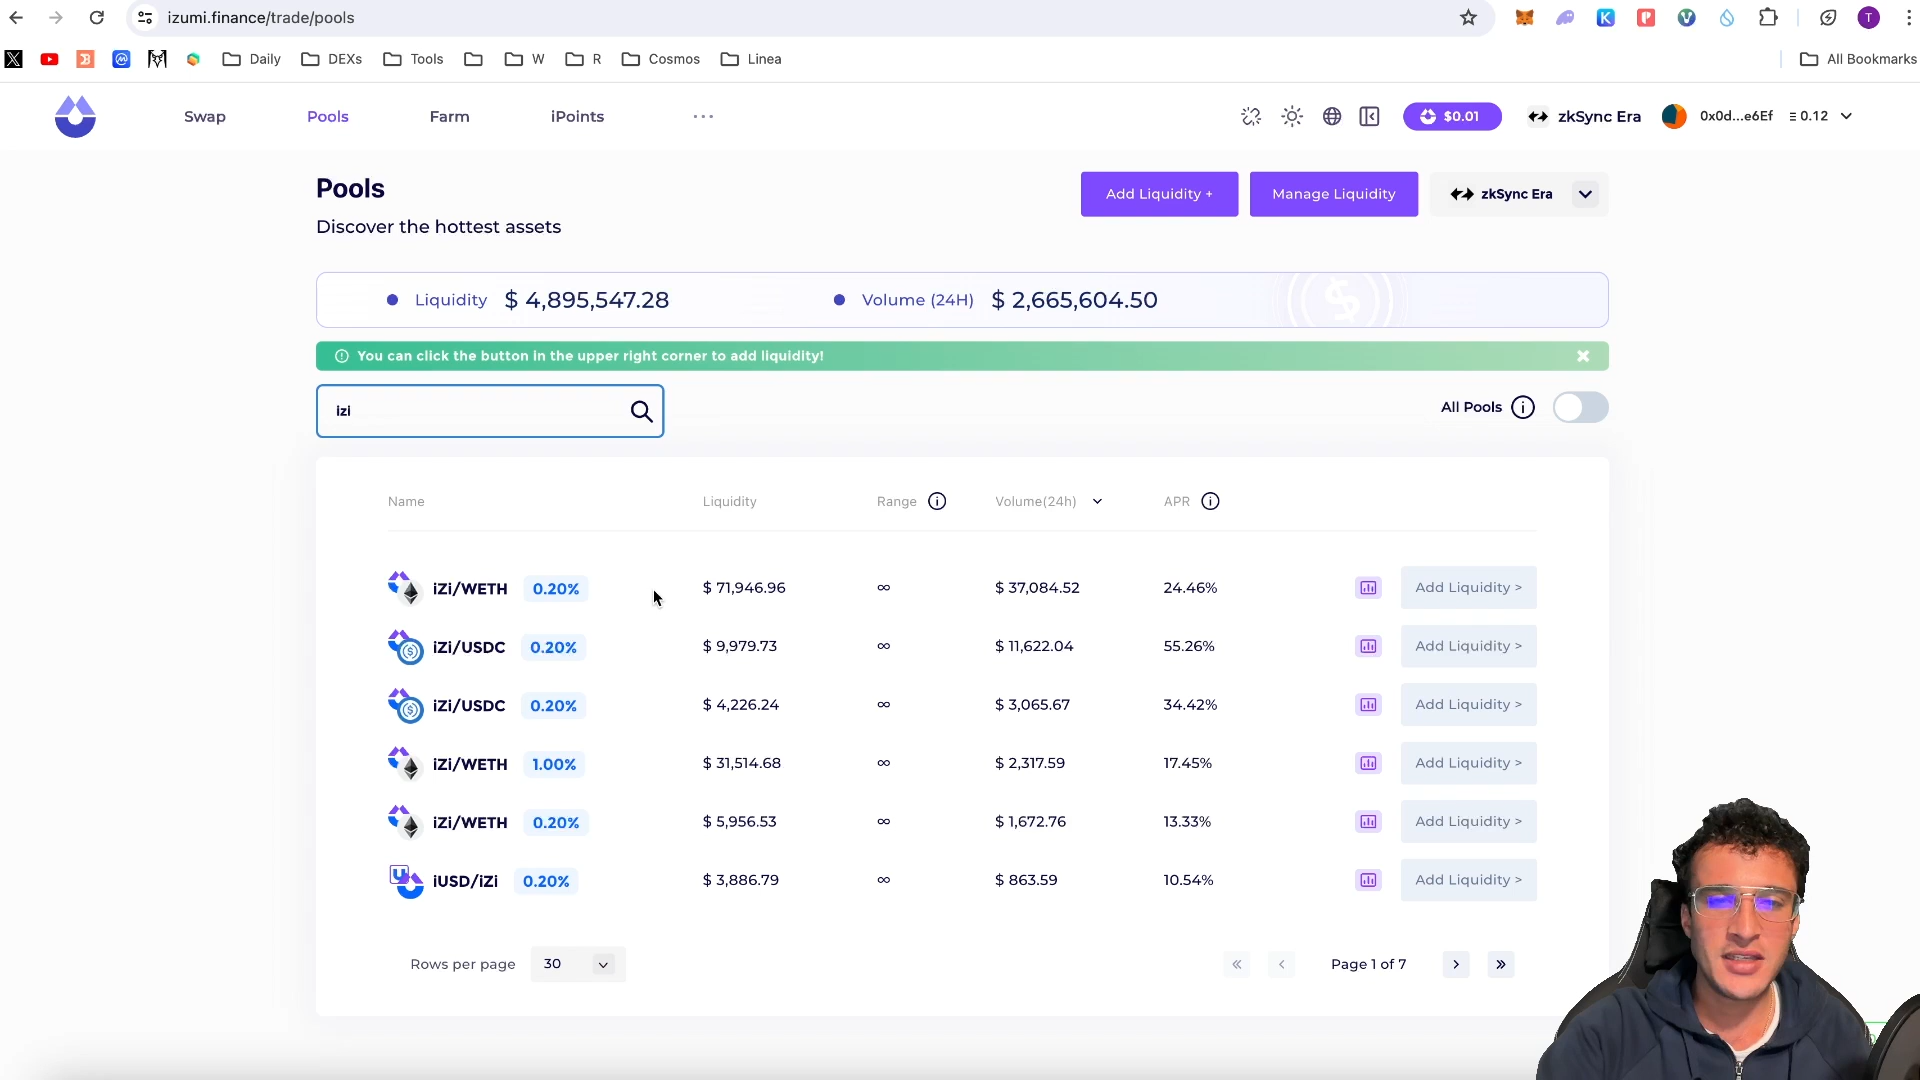 izumi.finance/trade/pools
K
T
Daily
DEXs
Tools
W
R
Cosmos
Linea
All Bookmarks
Swap
Pools
Farm
iPoints
$0.01
zkSync Era
0x0d...e6Ef
Ξ 0.12
Pools
Add Liquidity +
Manage Liquidity
zkSync Era
Discover the hottest assets
Liquidity $ 4,895,547.28
Volume (24H) $ 2,665,604.50
You can click the button in the upper right corner to add liquidity!
izi
All Pools
Name Liquidity Range Volume(24h) APR
iZi/WETH 0.20% $ 71,946.96 ∞ $ 37,084.52 24.46% Add Liquidity >
iZi/USDC 0.20% $ 9,979.73 ∞ $ 11,622.04 55.26% Add Liquidity >
iZi/USDC 0.20% $ 4,226.24 ∞ $ 3,065.67 34.42% Add Liquidity >
iZi/WETH 1.00% $ 31,514.68 ∞ $ 2,317.59 17.45% Add Liquidity >
iZi/WETH 0.20% $ 5,956.53 ∞ $ 1,672.76 13.33% Add Liquidity >
iUSD/iZi 0.20% $ 3,886.79 ∞ $ 863.59 10.54% Add Liquidity >
Rows per page 30
« ‹ Page 1 of 7 › »